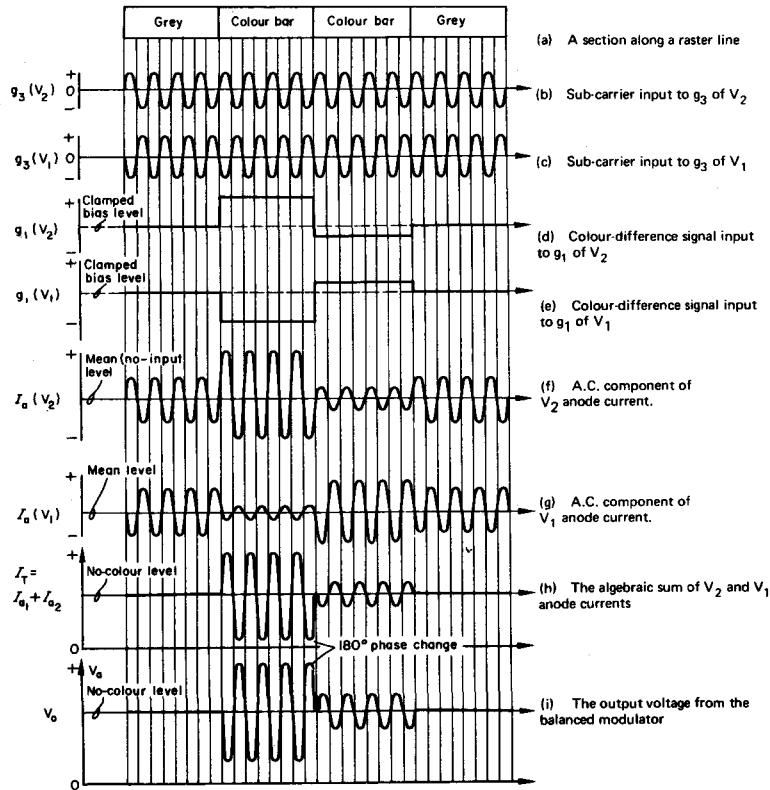 Grey Colour bar Colour bar Grey
(a) A section along a raster line
g3 (V2) + 0 −
(b) Sub-carrier input to g3 of V2
g3 (V1) + 0 −
(c) Sub-carrier input to g3 of V1
Clamped
bias level
g1 (V2) + −
(d) Colour-difference signal input
to g1 of V2
Clamped
bias level
g1 (V1) + −
(e) Colour-difference signal input
to g1 of V1
Mean (no-input
level
Ia (V2) + −
(f) A.C. component of
V2 anode current.
Mean level
Ia (V1) + −
(g) A.C. component of
V1 anode current.
+
No-colour level
IT =
Ia1 + Ia2
0
(h) The algebraic sum of V2 and V1
anode currents
180° phase change
+ Va
No-colour level
Va
0
(i) The output voltage from the
balanced modulator